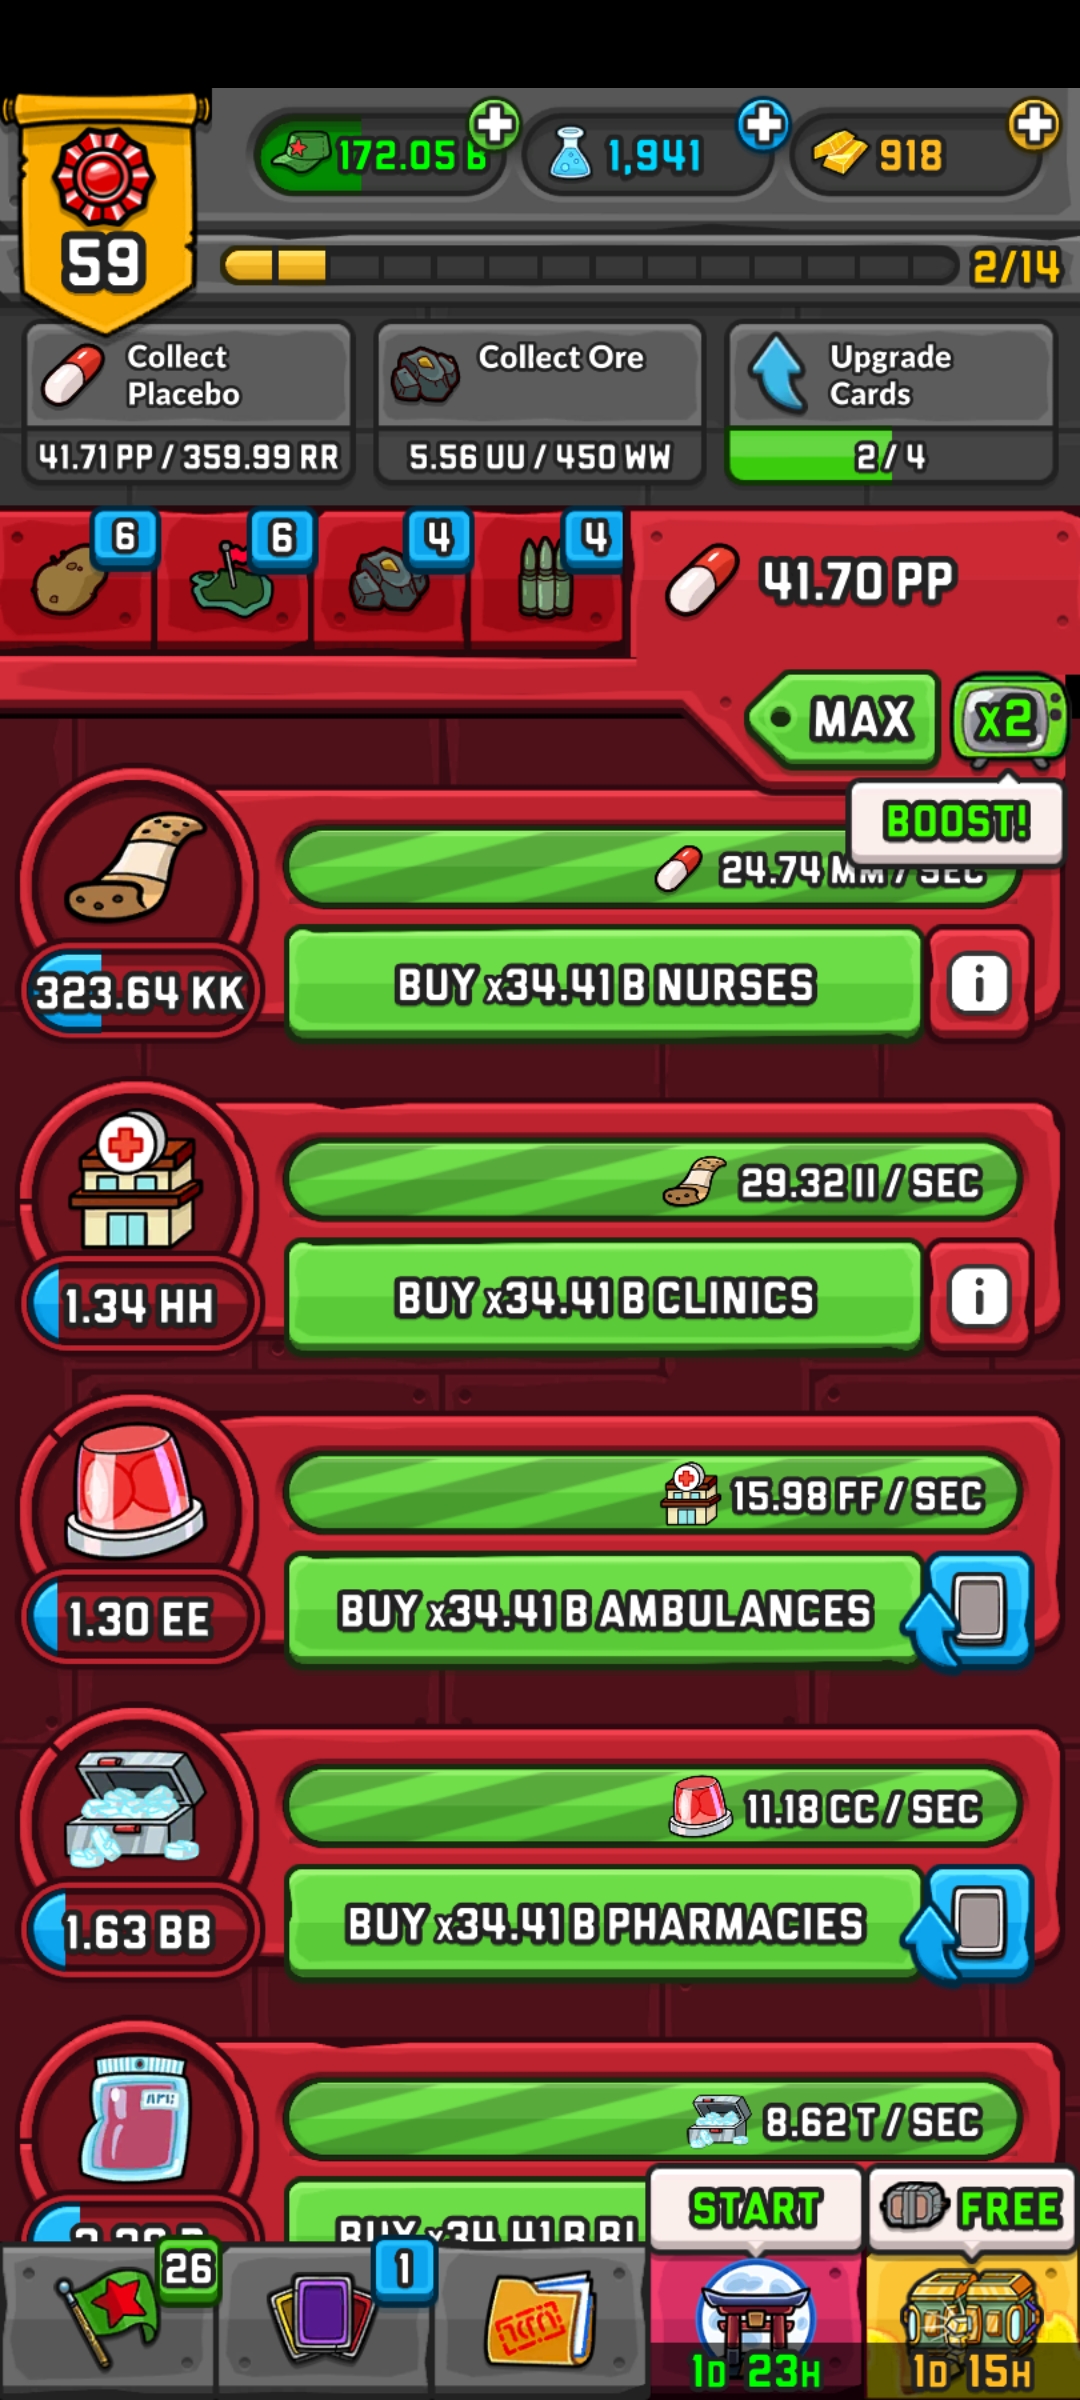 172.05 B
1,941
918
59
2/14
Collect
Placebo
41.71 PP / 359.99 RR
Collect Ore
5.56 UU / 450 WW
Upgrade
Cards
2 / 4
6
6
4
4
41.70 PP
MAX
x2
BOOST!
24.74 MM / SEC
323.64 KK
BUY x34.41 B NURSES
i
29.32 II / SEC
1.34 HH
BUY x34.41 B CLINICS
i
15.98 FF / SEC
1.30 EE
BUY x34.41 B AMBULANCES
11.18 CC / SEC
1.63 BB
BUY x34.41 B PHARMACIES
8.62 T / SEC
BUY x34.41 B BL
START
FREE
26
1
1D 23H
1D 15H